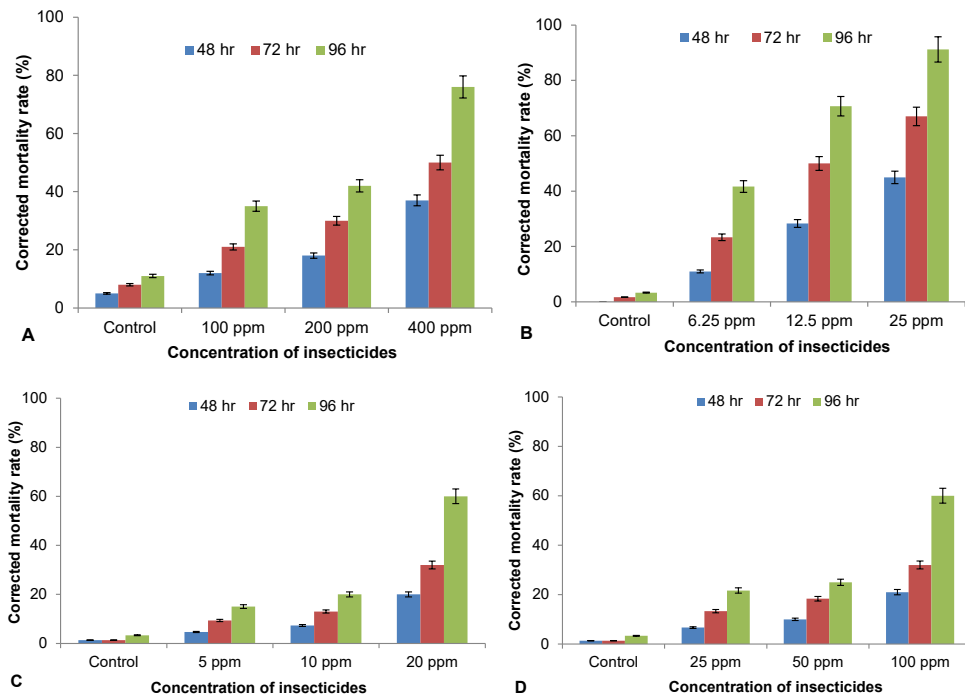 100
80
60
40
20
0
Corrected mortality rate (%)
48 hr 72 hr 96 hr
Control 100 ppm 200 ppm 400 ppm
Concentration of insecticides
A
100
80
60
40
20
0
Corrected mortality rate (%)
48 hr 72 hr 96 hr
Control 6.25 ppm 12.5 ppm 25 ppm
Concentration of insecticides
B
100
80
60
40
20
0
Corrected mortality rate (%)
48 hr 72 hr 96 hr
Control 5 ppm 10 ppm 20 ppm
Concentration of insecticides
C
100
80
60
40
20
0
Corrected mortality rate (%)
48 hr 72 hr 96 hr
Control 25 ppm 50 ppm 100 ppm
Concentration of insecticides
D